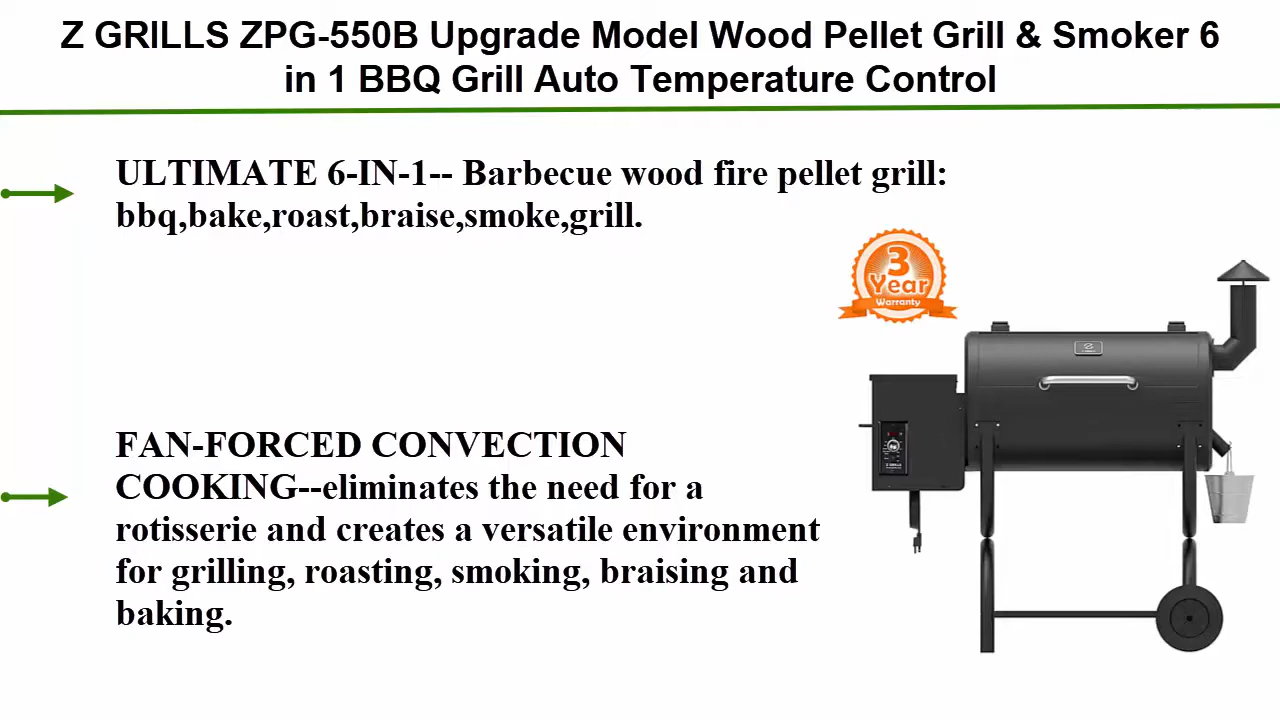 Z GRILLS ZPG-550B Upgrade Model Wood Pellet Grill & Smoker 6
in 1 BBQ Grill Auto Temperature Control
ULTIMATE 6-IN-1-- Barbecue wood fire pellet grill:
bbq,bake,roast,braise,smoke,grill.
3
Year
Warranty
FAN-FORCED CONVECTION
COOKING--eliminates the need for a
rotisserie and creates a versatile environment
for grilling, roasting, smoking, braising and
baking.
Z GRILLS